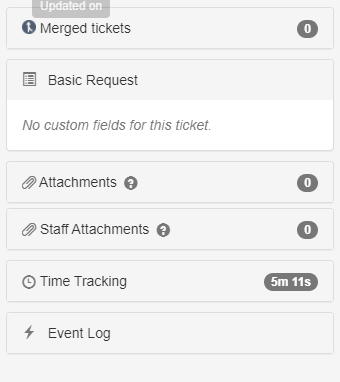 Updated on
Merged tickets 0
Basic Request
No custom fields for this ticket.
Attachments ? 0
Staff Attachments ? 0
Time Tracking 5m 11s
Event Log